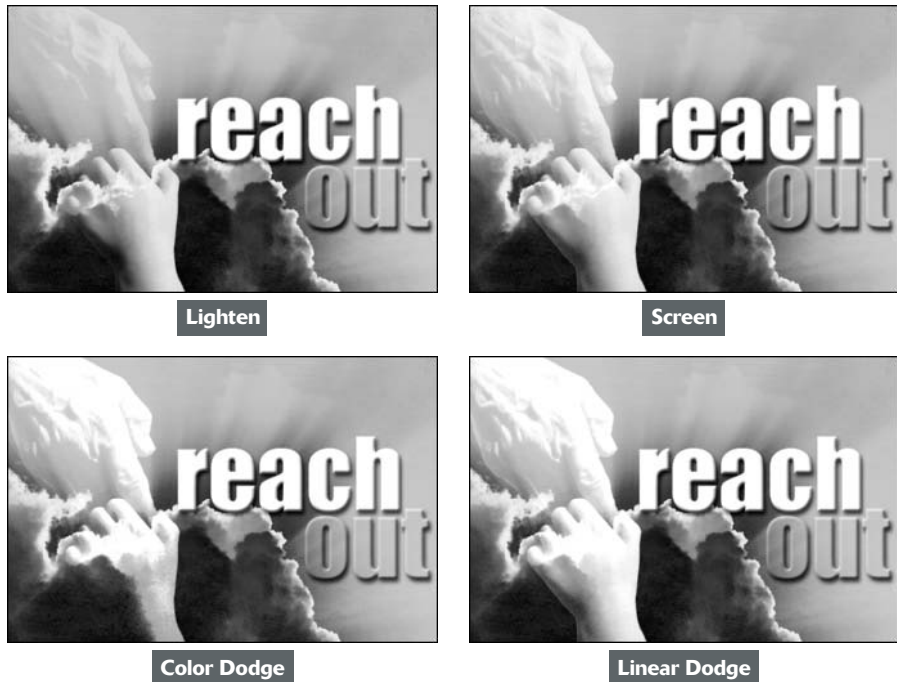 reach
out
reach
out
Lighten
Screen
reach
out
reach
out
Color Dodge
Linear Dodge